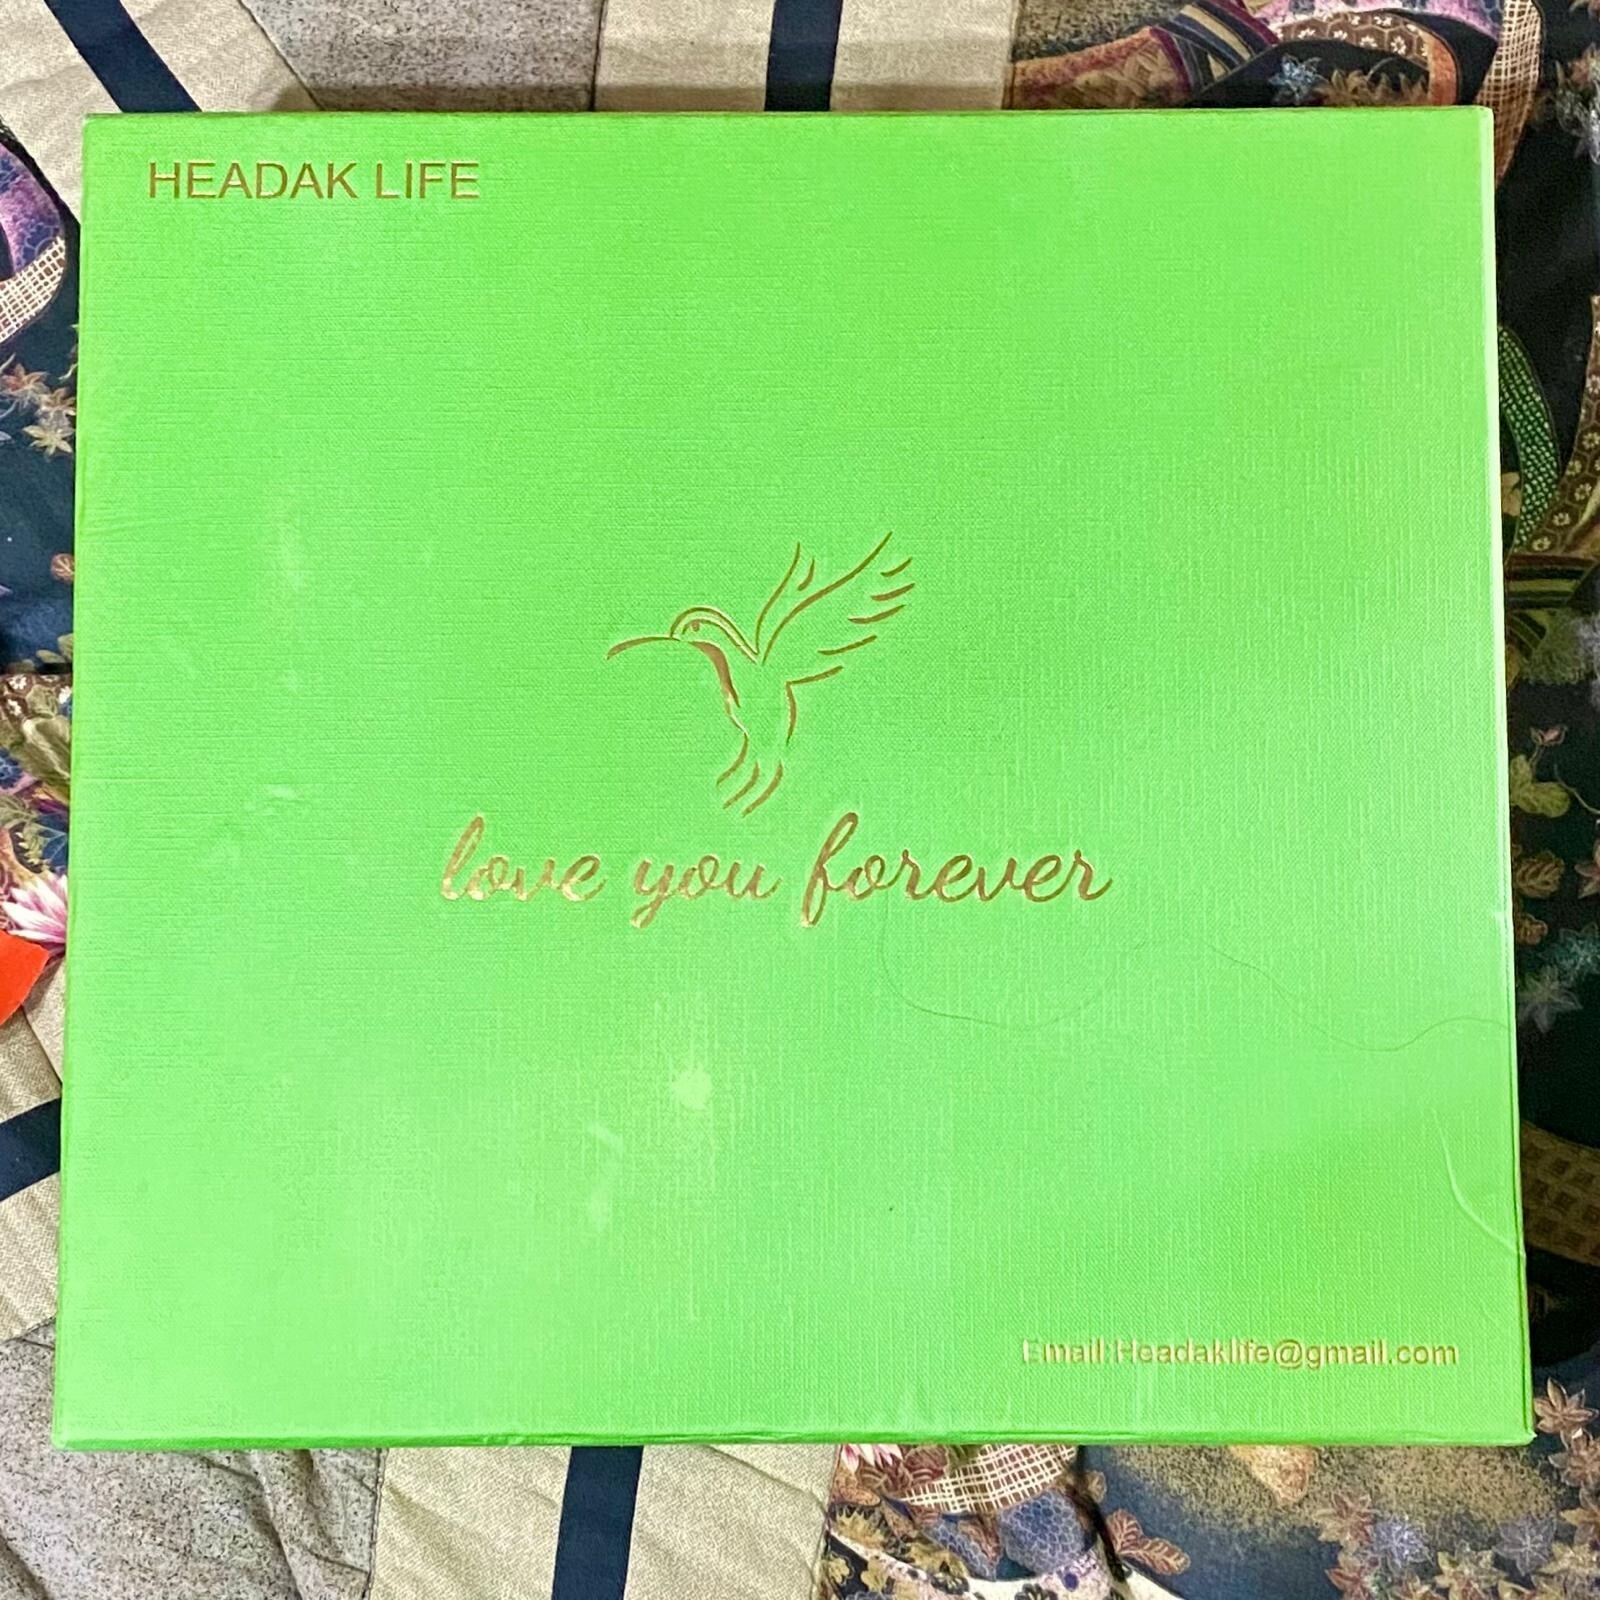 HEADAK LIFE
love you forever
Email:Headaklife@gmail.com